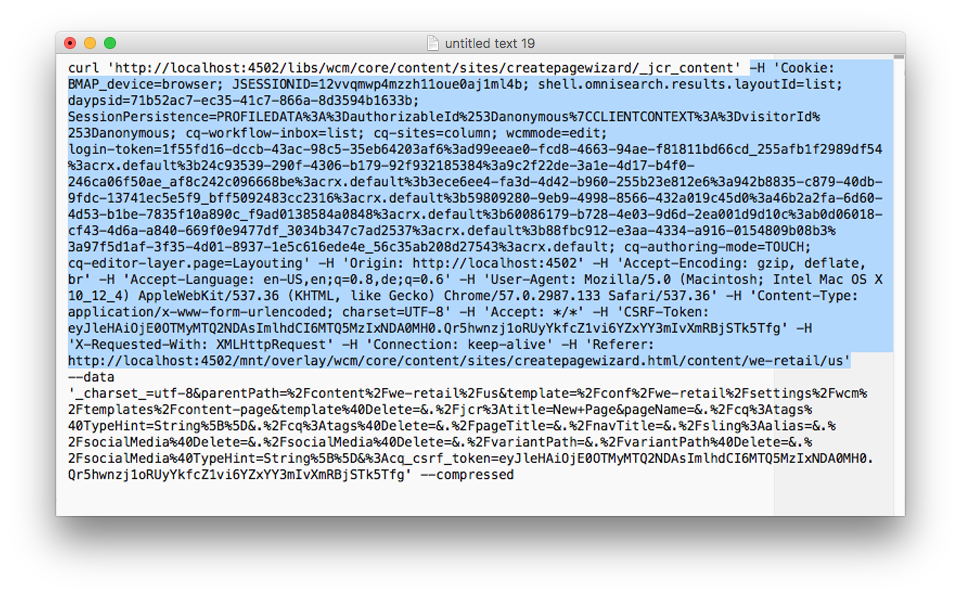 untitled text 19
curl 'http://localhost:4502/libs/wcm/core/content/sites/createpagewizard/_jcr_content' -H 'Cookie:
BMAP_device=browser; JSESSIONID=12vvqmwp4mzzh11oue0aj1ml4b; shell.omnisearch.results.layoutId=list;
daypsid=71b52ac7-ec35-41c7-866a-8d3594b1633b;
SessionPersistence=PROFILEDATA%3A%3DauthorizableId%253Danonymous%7CCLIENTCONTEXT%3A%3DvisitorId%
253Danonymous; cq-workflow-inbox=list; cq-sites=column; wcmmode=edit;
login-token=1f55fd16-dccb-43ac-98c5-35eb64203af6%3ad99eeae0-fcd8-4663-94ae-f81811bd66cd_255afb1f2989df54
%3acrx.default%3b24c93539-290f-4306-b179-92f932185384%3a9c2f22de-3a1e-4d17-b4f0-
246ca06f50ae_af8c242c096668be%3acrx.default%3b3ece6ee4-fa3d-4d42-b960-255b23e812e6%3a942b8835-c879-40db-
9fdc-13741ec5e5f9_bff5092483cc2316%3acrx.default%3b59809280-9eb9-4998-8566-432a019c45d0%3a46b2a2fa-6d60-
4d53-b1be-7835f10a890c_f9ad0138584a0848%3acrx.default%3b60086179-b728-4e03-9d6d-2ea001d9d10c%3ab0d06018-
cf43-4d6a-a840-669f0e9477df_3034b347c7ad2537%3acrx.default%3b88fbc912-e3aa-4334-a916-0154809b08b3%
3a97f5d1af-3f35-4d01-8937-1e5c616ede4e_56c35ab208d27543%3acrx.default; cq-authoring-mode=TOUCH;
cq-editor-layer.page=Layouting' -H 'Origin: http://localhost:4502' -H 'Accept-Encoding: gzip, deflate,
br' -H 'Accept-Language: en-US,en;q=0.8,de;q=0.6' -H 'User-Agent: Mozilla/5.0 (Macintosh; Intel Mac OS X
10_12_4) AppleWebKit/537.36 (KHTML, like Gecko) Chrome/57.0.2987.133 Safari/537.36' -H 'Content-Type:
application/x-www-form-urlencoded; charset=UTF-8' -H 'Accept: */*' -H 'CSRF-Token:
eyJleHAiOjE0OTMyMTQ2NDAsImlhdCI6MTQ5MzIxNDA0MH0.Qr5hwnzj1oRUyYkfcZ1vi6YZxYY3mIvXmRBjSTk5Tfg' -H
'X-Requested-With: XMLHttpRequest' -H 'Connection: keep-alive' -H 'Referer:
http://localhost:4502/mnt/overlay/wcm/core/content/sites/createpagewizard.html/content/we-retail/us'
--data
'_charset_=utf-8&parentPath=%2Fcontent%2Fwe-retail%2Fus&template=%2Fconf%2Fwe-retail%2Fsettings%2Fwcm%
2Ftemplates%2Fcontent-page&template%40Delete=&.%2Fjcr%3Atitle=New+Page&pageName=&.%2Fcq%3Atags%
40TypeHint=String%5B%5D&.%2Fcq%3Atags%40Delete=&.%2FpageTitle=&.%2FnavTitle=&.%2Fsling%3Aalias=&.%
2FsocialMedia%40Delete=&.%2FsocialMedia%40Delete=&.%2FvariantPath=&.%2FvariantPath%40Delete=&.%
2FsocialMedia%40TypeHint=String%5B%5D&%3Acq_csrf_token=eyJleHAiOjE0OTMyMTQ2NDAsImlhdCI6MTQ5MzIxNDA0MH0.
Qr5hwnzj1oRUyYkfcZ1vi6YZxYY3mIvXmRBjSTk5Tfg' --compressed